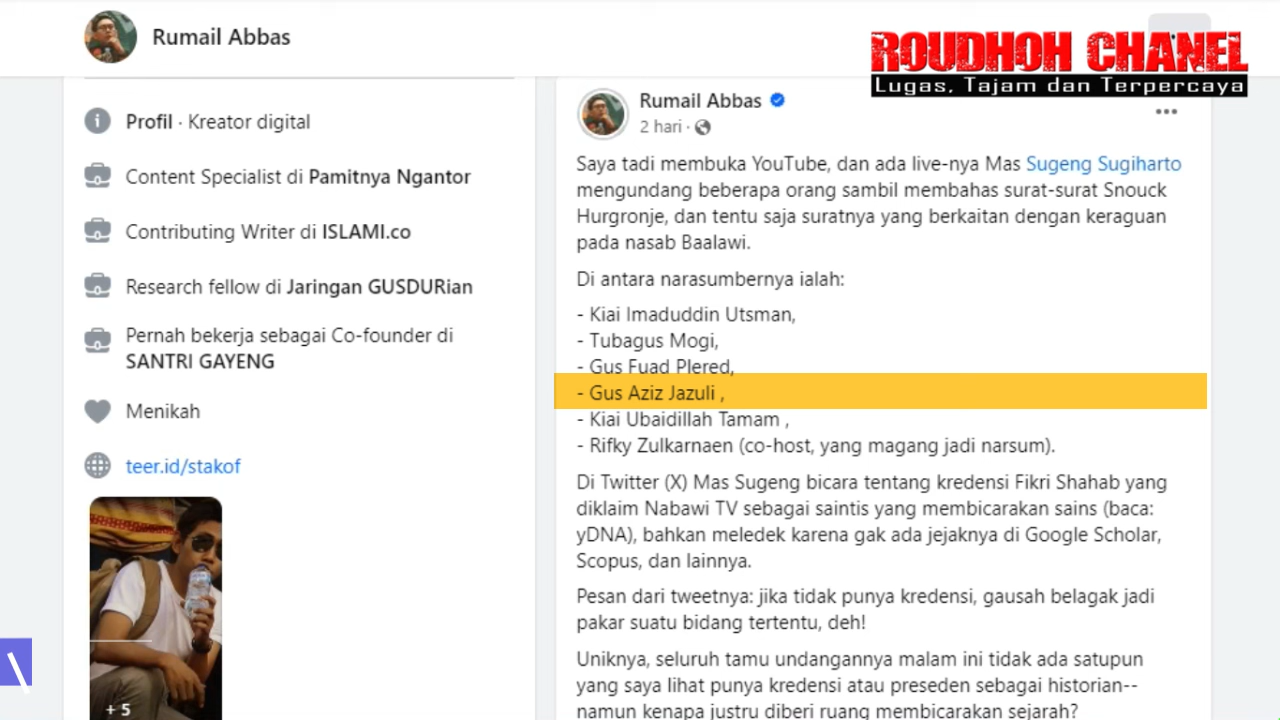 Rumail Abbas
ROUDHOH CHANEL
Lugas, Tajam dan Terpercaya
Profil · Kreator digital
Content Specialist di Pamitnya Ngantor
Contributing Writer di ISLAMI.co
Research fellow di Jaringan GUSDURian
Pernah bekerja sebagai Co-founder di
SANTRI GAYENG
Menikah
teer.id/stakof
+ 5
Rumail Abbas
2 hari ·
Saya tadi membuka YouTube, dan ada live-nya Mas Sugeng Sugiharto
mengundang beberapa orang sambil membahas surat-surat Snouck
Hurgronje, dan tentu saja suratnya yang berkaitan dengan keraguan
pada nasab Baalawi.
Di antara narasumbernya ialah:
- Kiai Imaduddin Utsman,
- Tubagus Mogi,
- Gus Fuad Plered,
- Gus Aziz Jazuli ,
- Kiai Ubaidillah Tamam ,
- Rifky Zulkarnaen (co-host, yang magang jadi narsum).
Di Twitter (X) Mas Sugeng bicara tentang kredensi Fikri Shahab yang
diklaim Nabawi TV sebagai saintis yang membicarakan sains (baca:
yDNA), bahkan meledek karena gak ada jejaknya di Google Scholar,
Scopus, dan lainnya.
Pesan dari tweetnya: jika tidak punya kredensi, gausah belagak jadi
pakar suatu bidang tertentu, deh!
Uniknya, seluruh tamu undangannya malam ini tidak ada satupun
yang saya lihat punya kredensi atau preseden sebagai historian--
namun kenapa justru diberi ruang membicarakan sejarah?